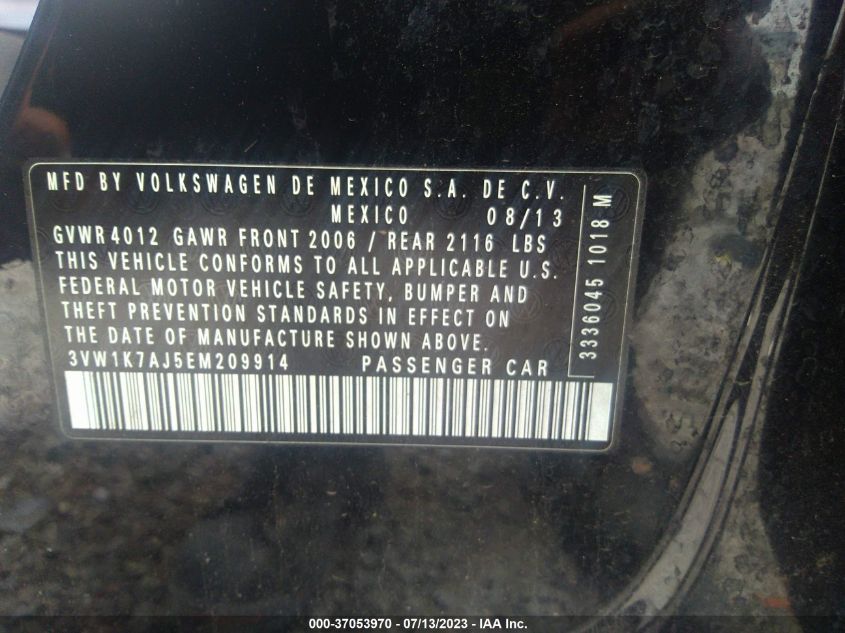 MFD BY VOLKSWAGEN DE MEXICO S.A. DE C.V.
MEXICO 08/13
GVWR 4012 GAWR FRONT 2006 / REAR 2116 LBS
THIS VEHICLE CONFORMS TO ALL APPLICABLE U.S.
FEDERAL MOTOR VEHICLE SAFETY, BUMPER AND
THEFT PREVENTION STANDARDS IN EFFECT ON
THE DATE OF MANUFACTURE SHOWN ABOVE.
3VW1K7AJ5EM209914 PASSENGER CAR
3336045 1018 M
000-37053970 - 07/13/2023 - IAA Inc.